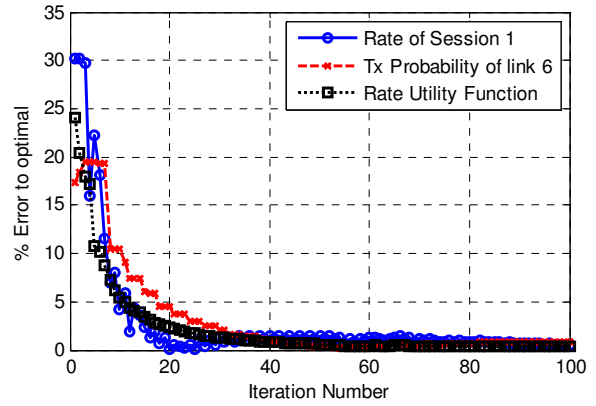 35
30
25
20
15
10
5
0
% Error to optimal
Rate of Session 1
Tx Probability of link 6
Rate Utility Function
0 20 40 60 80 100
Iteration Number